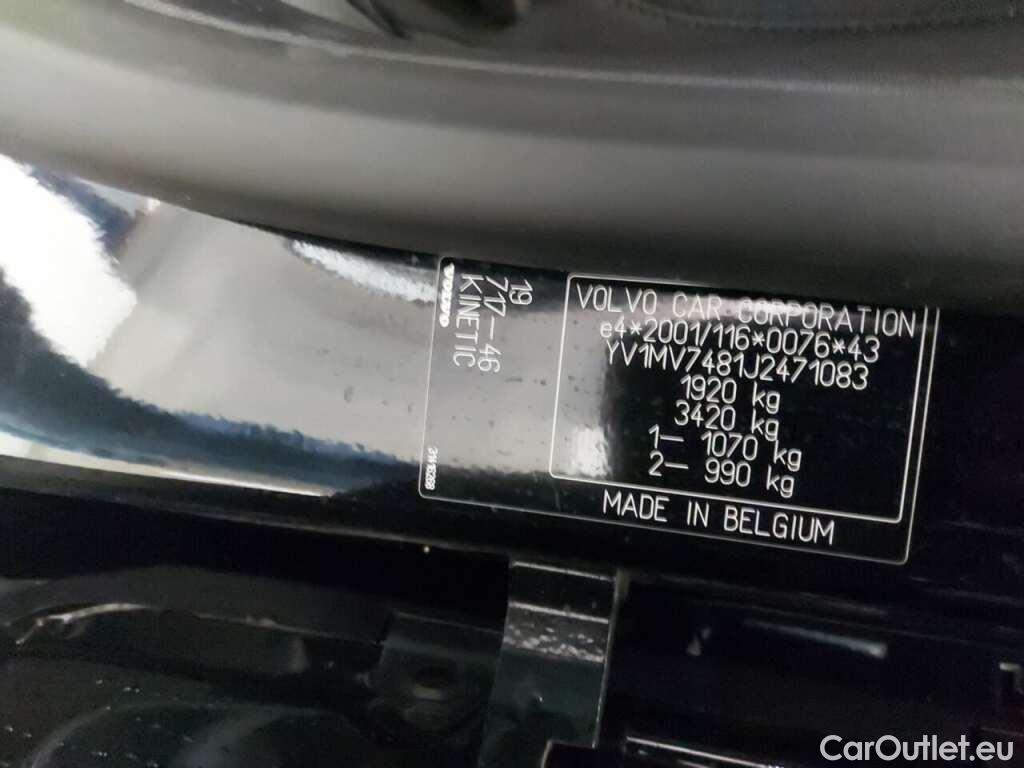 VOLVO CAR CORPORATION
e4*2001/116*0076*43
YV1MV7481J2471083
1920 kg
3420 kg
1– 1070 kg
2– 990 kg
MADE IN BELGIUM
19
717–46
KINETIC
VOLVO
CarOutlet.eu